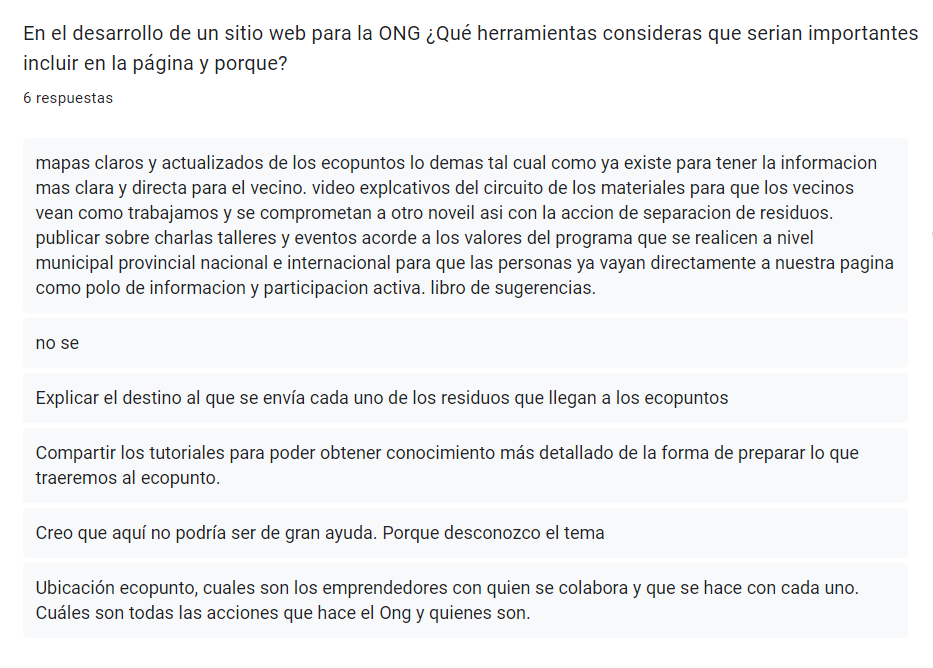 En el desarrollo de un sitio web para la ONG ¿Qué herramientas consideras que serian importantes
incluir en la página y porque?
6 respuestas
mapas claros y actualizados de los ecopuntos lo demas tal cual como ya existe para tener la informacion
mas clara y directa para el vecino. video explcativos del circuito de los materiales para que los vecinos
vean como trabajamos y se comprometan a otro noveil asi con la accion de separacion de residuos.
publicar sobre charlas talleres y eventos acorde a los valores del programa que se realicen a nivel
municipal provincial nacional e internacional para que las personas ya vayan directamente a nuestra pagina
como polo de informacion y participacion activa. libro de sugerencias.
no se
Explicar el destino al que se envía cada uno de los residuos que llegan a los ecopuntos
Compartir los tutoriales para poder obtener conocimiento más detallado de la forma de preparar lo que
traeremos al ecopunto.
Creo que aquí no podría ser de gran ayuda. Porque desconozco el tema
Ubicación ecopunto, cuales son los emprendedores con quien se colabora y que se hace con cada uno.
Cuáles son todas las acciones que hace el Ong y quienes son.